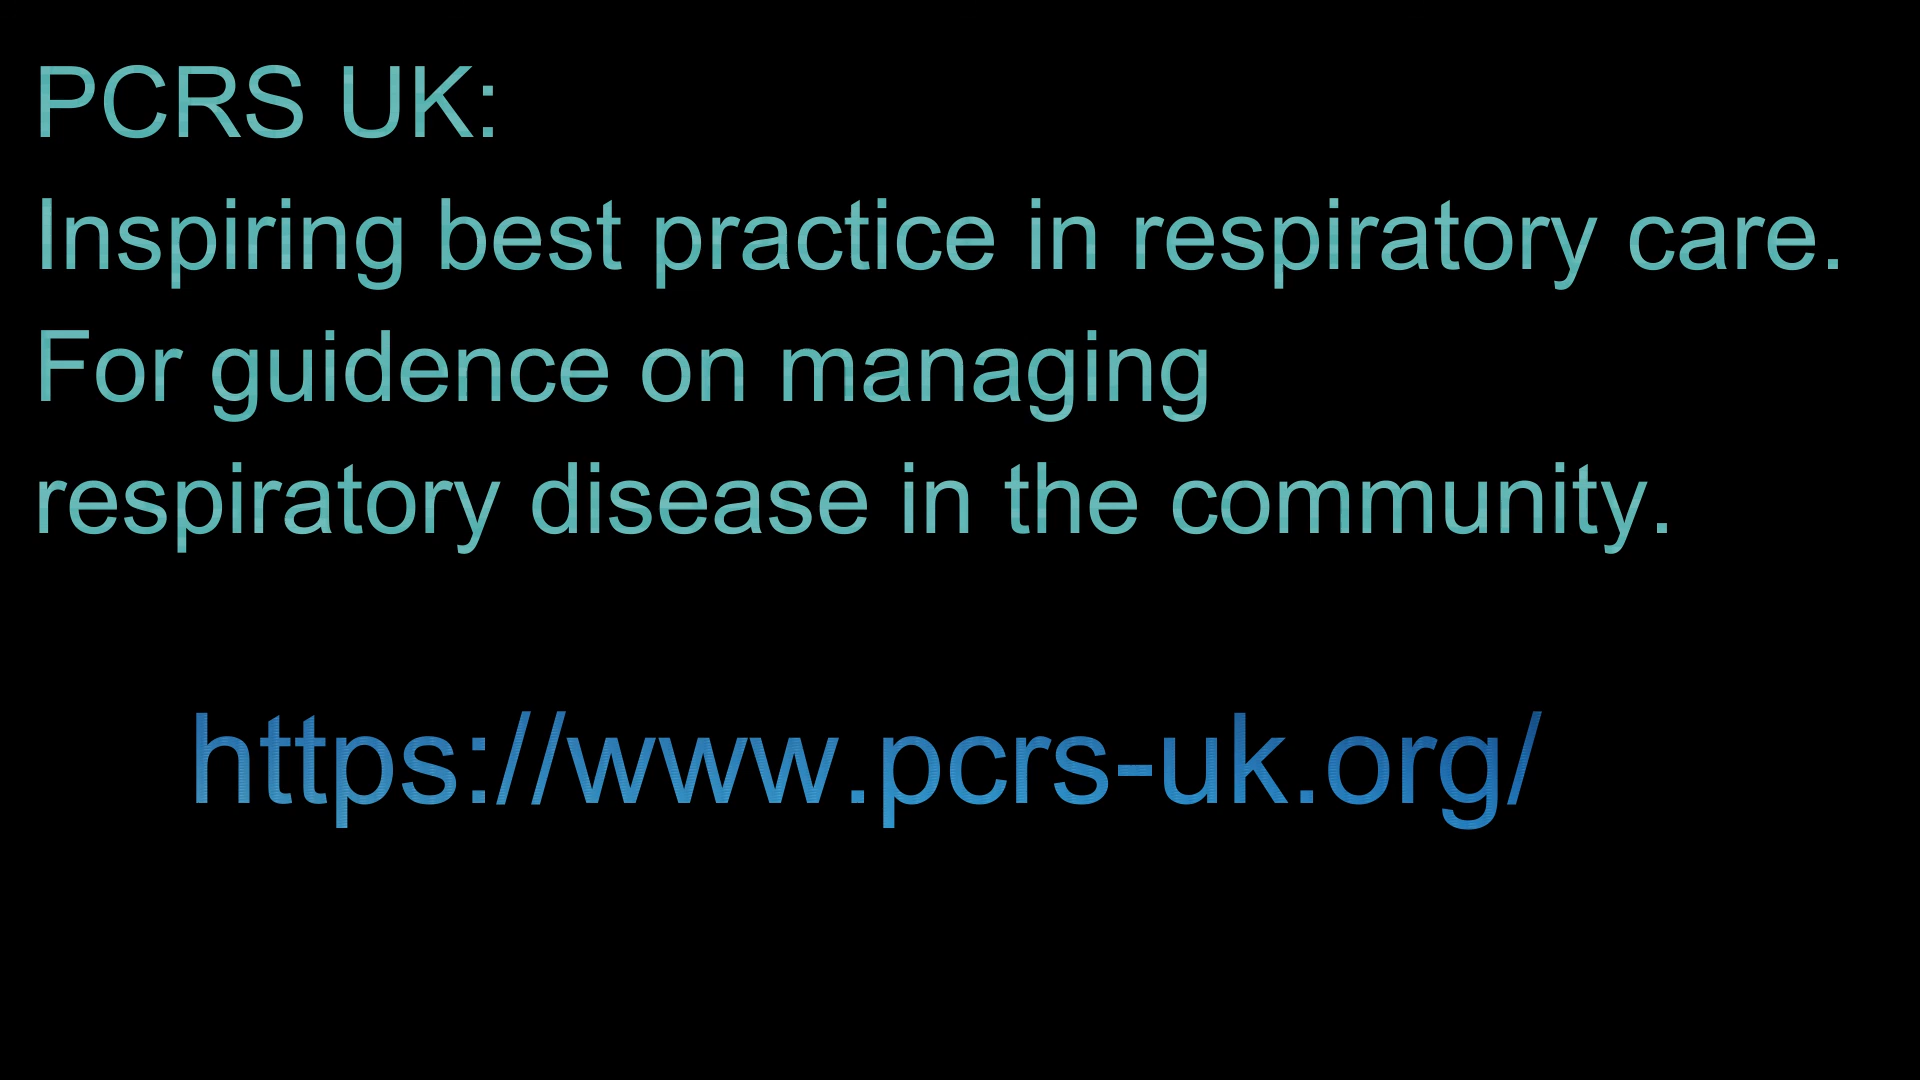 PCRS UK:
Inspiring best practice in respiratory care.
For guidence on managing
respiratory disease in the community.
https://www.pcrs-uk.org/